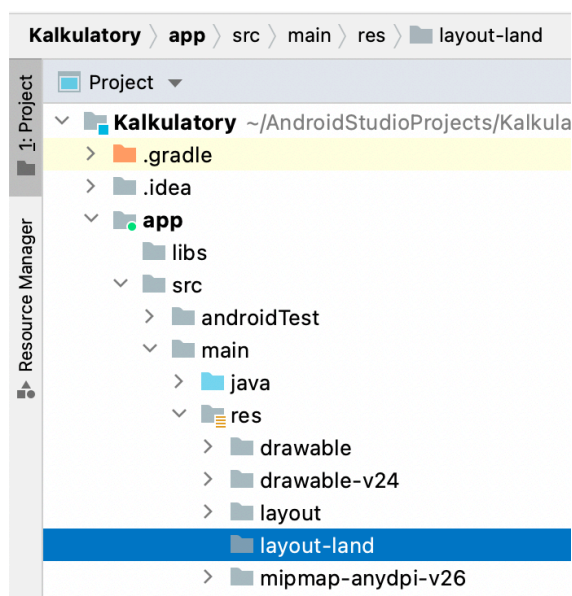 Kalkulatory app src main res layout-land
1: Project
Resource Manager
Project
Kalkulatory ~/AndroidStudioProjects/Kalkula
.gradle
.idea
app
libs
src
androidTest
main
java
res
drawable
drawable-v24
layout
layout-land
mipmap-anydpi-v26